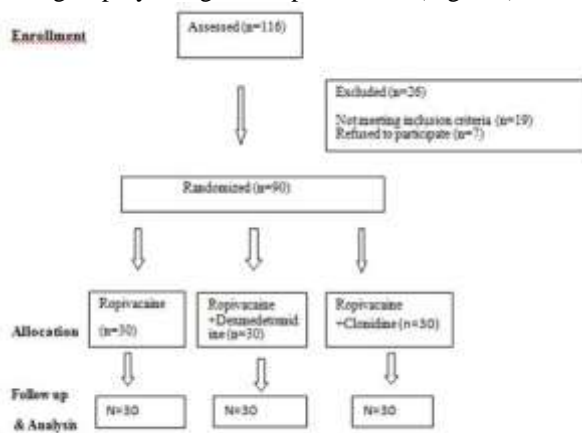 Enrollment
Assessed (n=116)
Excluded (n=26)
Not meeting inclusion criteria (n=19)
Refused to participate (n=7)
Randomized (n=90)
Allocation
Ropivacaine
(n=30)
Ropivacaine
+Dexmedetomid
ine (n=30)
Ropivacaine
+Clonidine (n=30)
Follow up
& Analysis
N=30
N=30
N=30